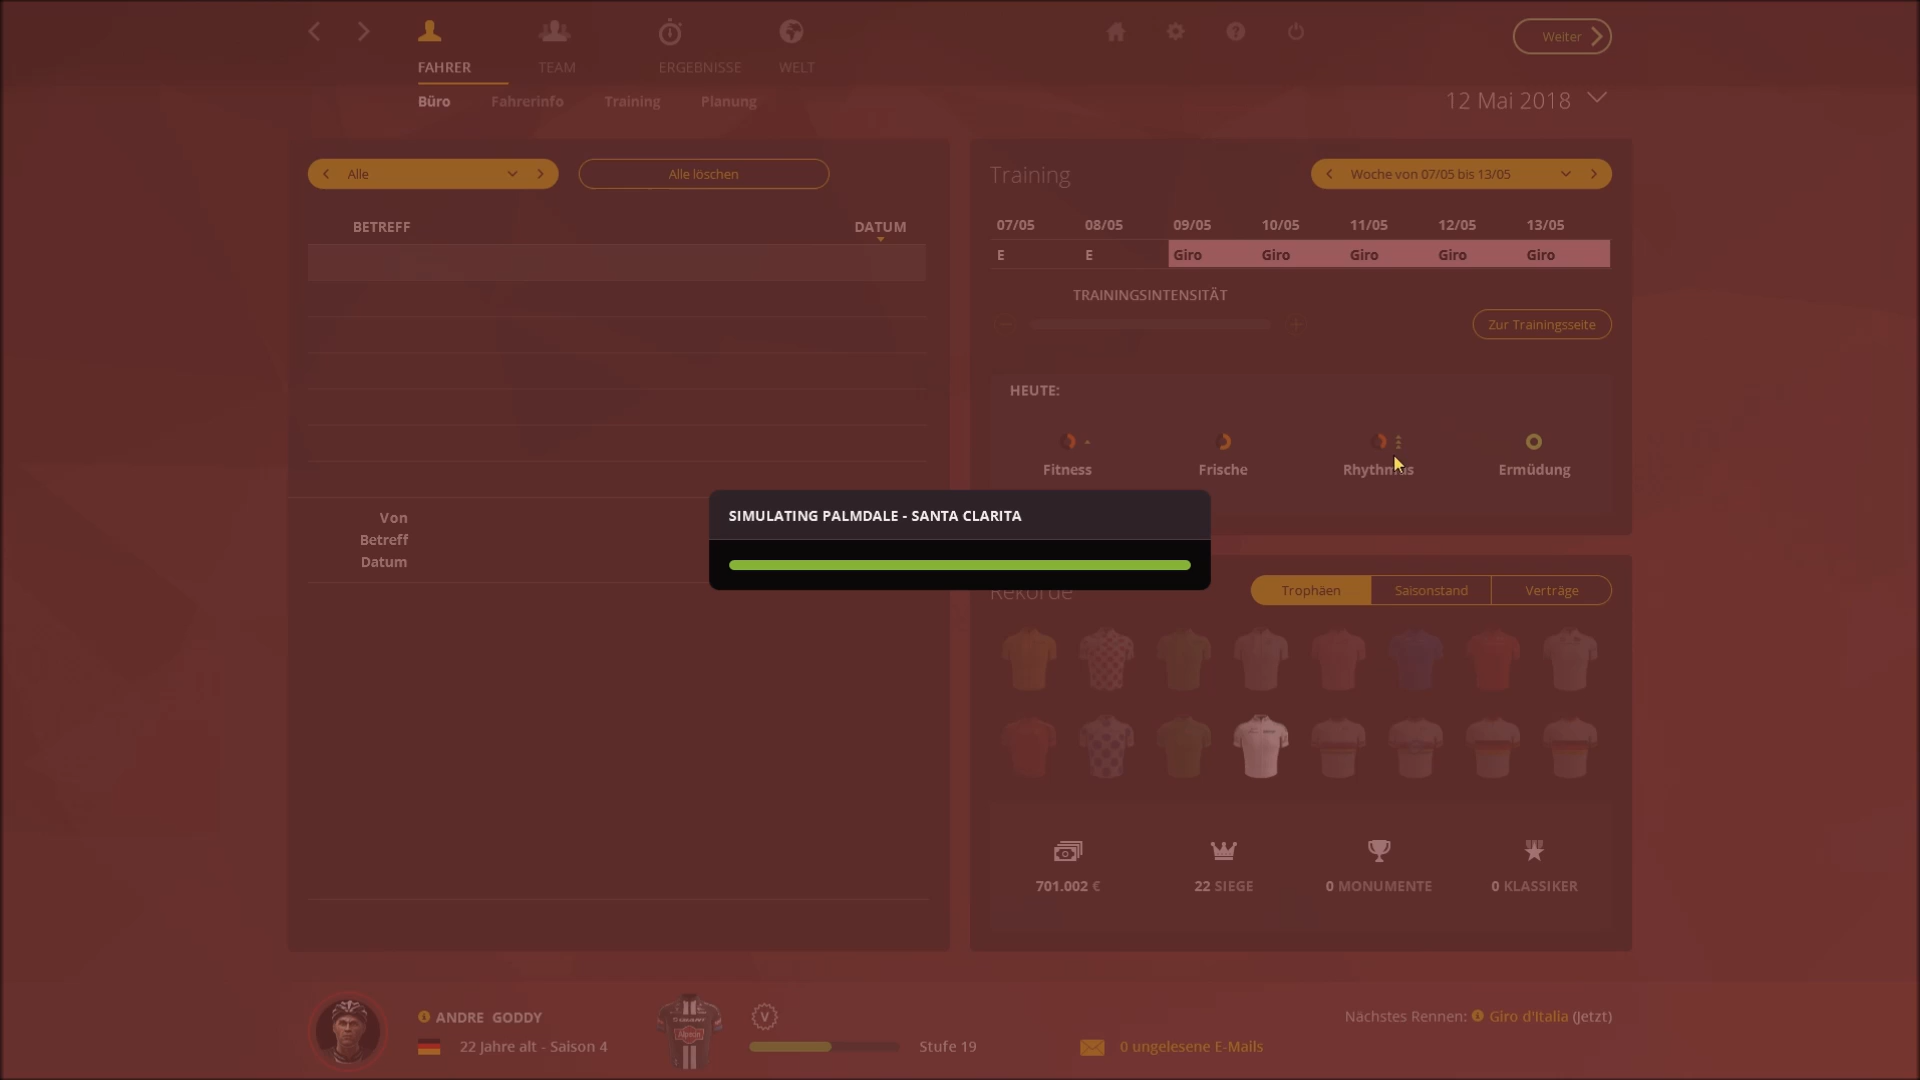 Weiter
FAHRER
TEAM
ERGEBNISSE
WELT
Büro
Fahrerinfo
Training
Planung
12 Mai 2018
Alle
Alle löschen
BETREFF
DATUM
Von
Betreff
Datum
Training
Woche von 07/05 bis 13/05
07/05 08/05 09/05 10/05 11/05 12/05 13/05
E E Giro Giro Giro Giro Giro
TRAININGSINTENSITÄT
Zur Trainingsseite
HEUTE:
Fitness
Frische
Rhythmus
Ermüdung
SIMULATING PALMDALE - SANTA CLARITA
Rekorde
Trophäen
Saisonstand
Verträge
701.002 €
22 SIEGE
0 MONUMENTE
0 KLASSIKER
ANDRE GODDY
22 Jahre alt - Saison 4
Alpecin
V
Stufe 19
Nächstes Rennen: Giro d'Italia (Jetzt)
0 ungelesene E-Mails